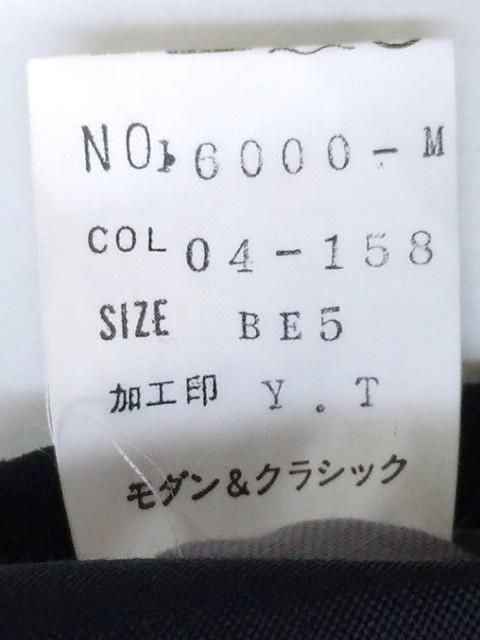 NO. 6000-M
COL 04-158
SIZE BE5
加工印 Y.T
モダン&クラシック